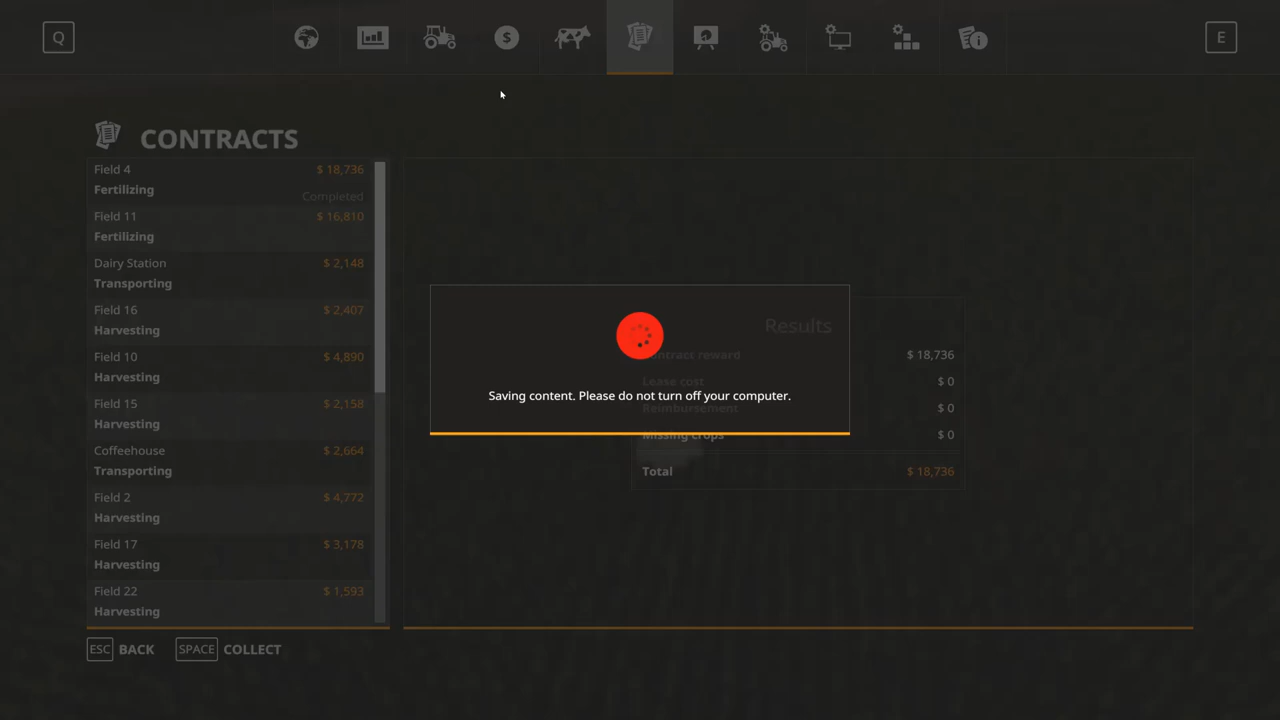 Q
E
CONTRACTS
Field 4 $ 18,736
Fertilizing
Completed
Field 11 $ 16,810
Fertilizing
Dairy Station $ 2,148
Transporting
Field 16 $ 2,407
Harvesting
Field 10 $ 4,890
Harvesting
Field 15 $ 2,158
Harvesting
Coffeehouse $ 2,664
Transporting
Field 2 $ 4,772
Harvesting
Field 17 $ 3,178
Harvesting
Field 22 $ 1,593
Harvesting
Results
Contract reward $ 18,736
Lease cost $ 0
Saving content. Please do not turn off your computer.
Reimbursement $ 0
Missing crops $ 0
Total $ 18,736
ESC BACK SPACE COLLECT